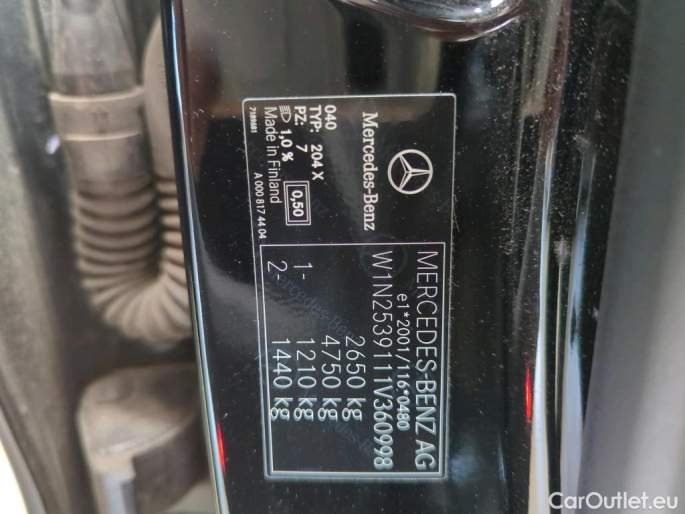 MERCEDES-BENZ AG
e1*2001/116*0480
W1N2539111V360998
2650 kg
4750 kg
1- 1210 kg
2- 1440 kg
Mercedes-Benz
040
TYP: 204 X
PZ: 7
1,0 % 0,50
Made in Finland
A 000 817 44 04
CarOutlet.eu